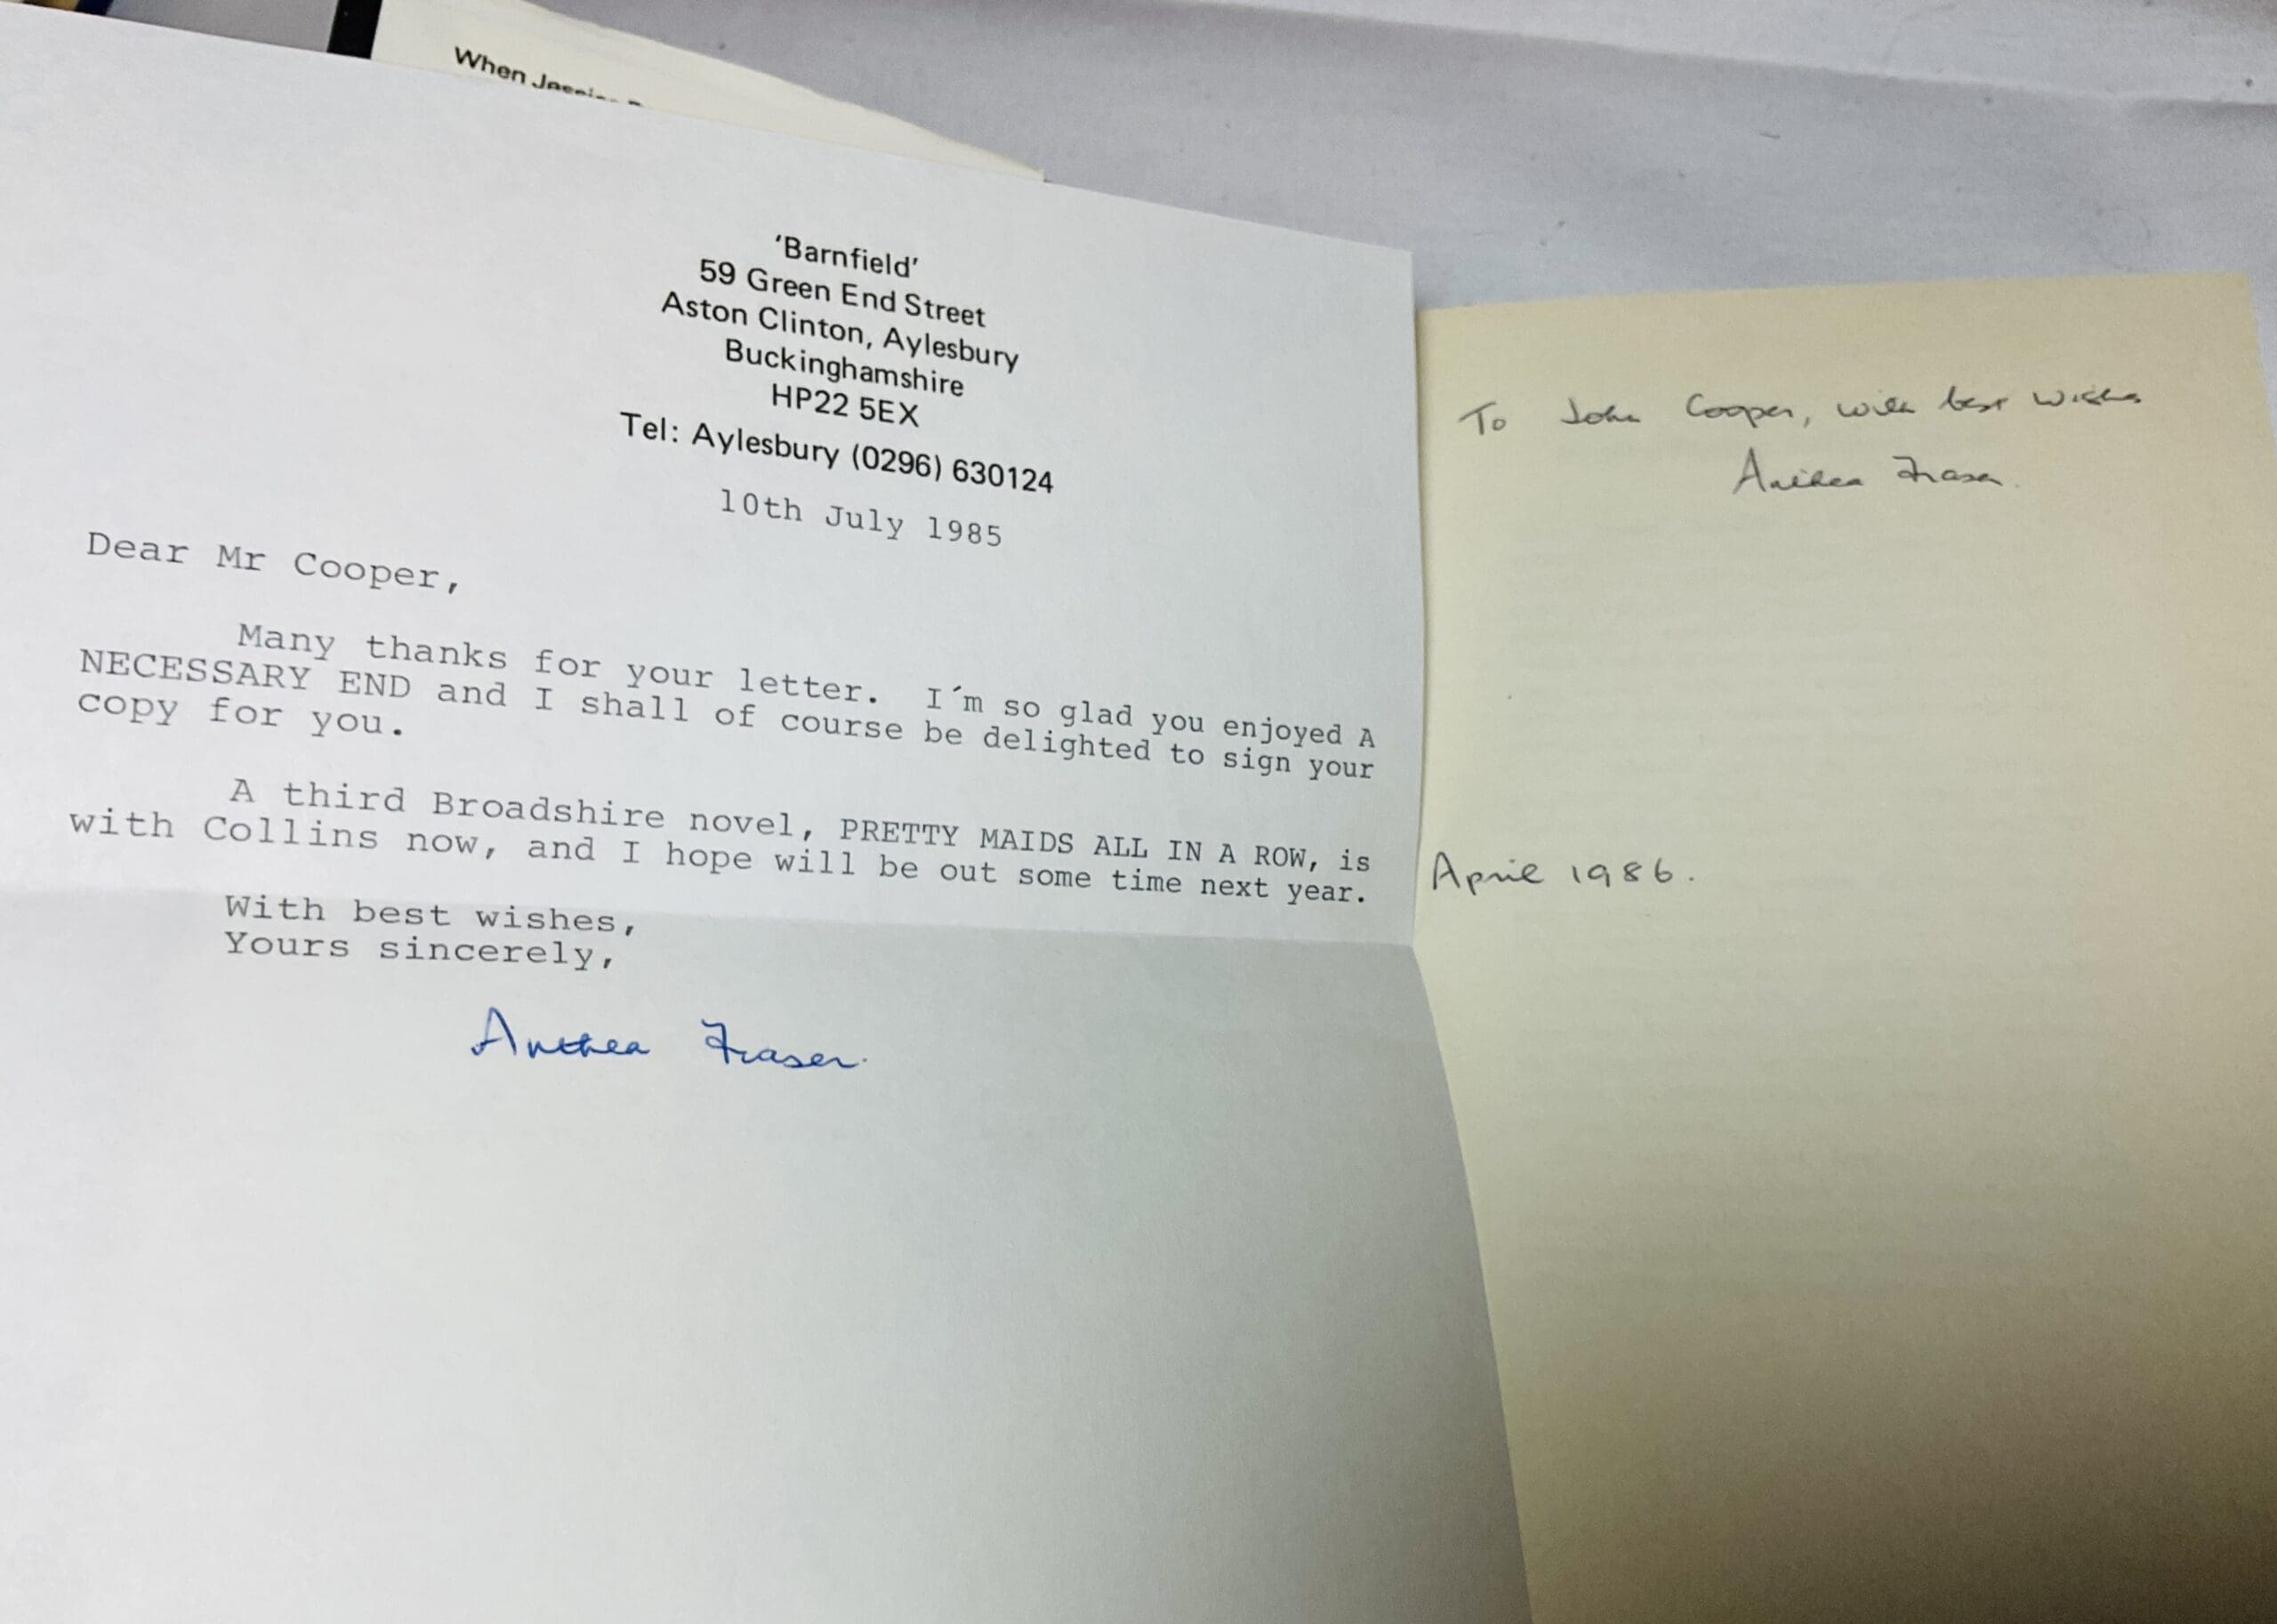 When
'Barnfield'
59 Green End Street
Aston Clinton, Aylesbury
Buckinghamshire
HP22 5EX
Tel: Aylesbury (0296) 630124
10th July 1985
Dear Mr Cooper,
Many thanks for your letter. I´m so glad you enjoyed A
NECESSARY END and I shall of course be delighted to sign your
copy for you.
A third Broadshire novel, PRETTY MAIDS ALL IN A ROW, is
with Collins now, and I hope will be out some time next year.
With best wishes,
Yours sincerely,
Anthea Fraser.
To John Cooper, with best wishes
Anthea Fraser.
April 1986.